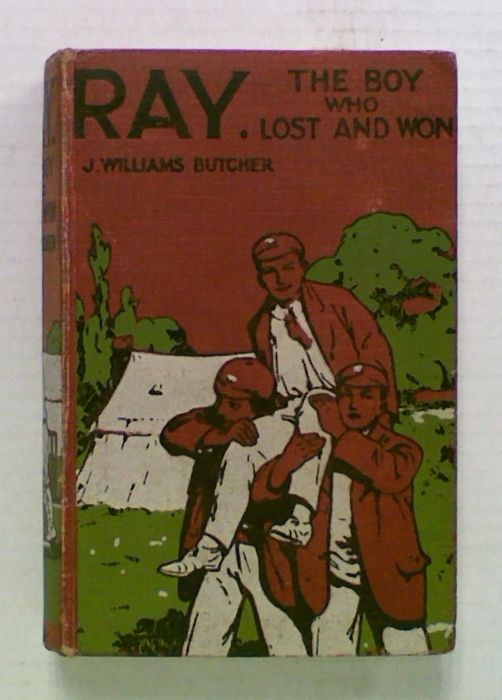 RAY.
THE BOY
WHO
LOST AND WON
J. WILLIAMS BUTCHER